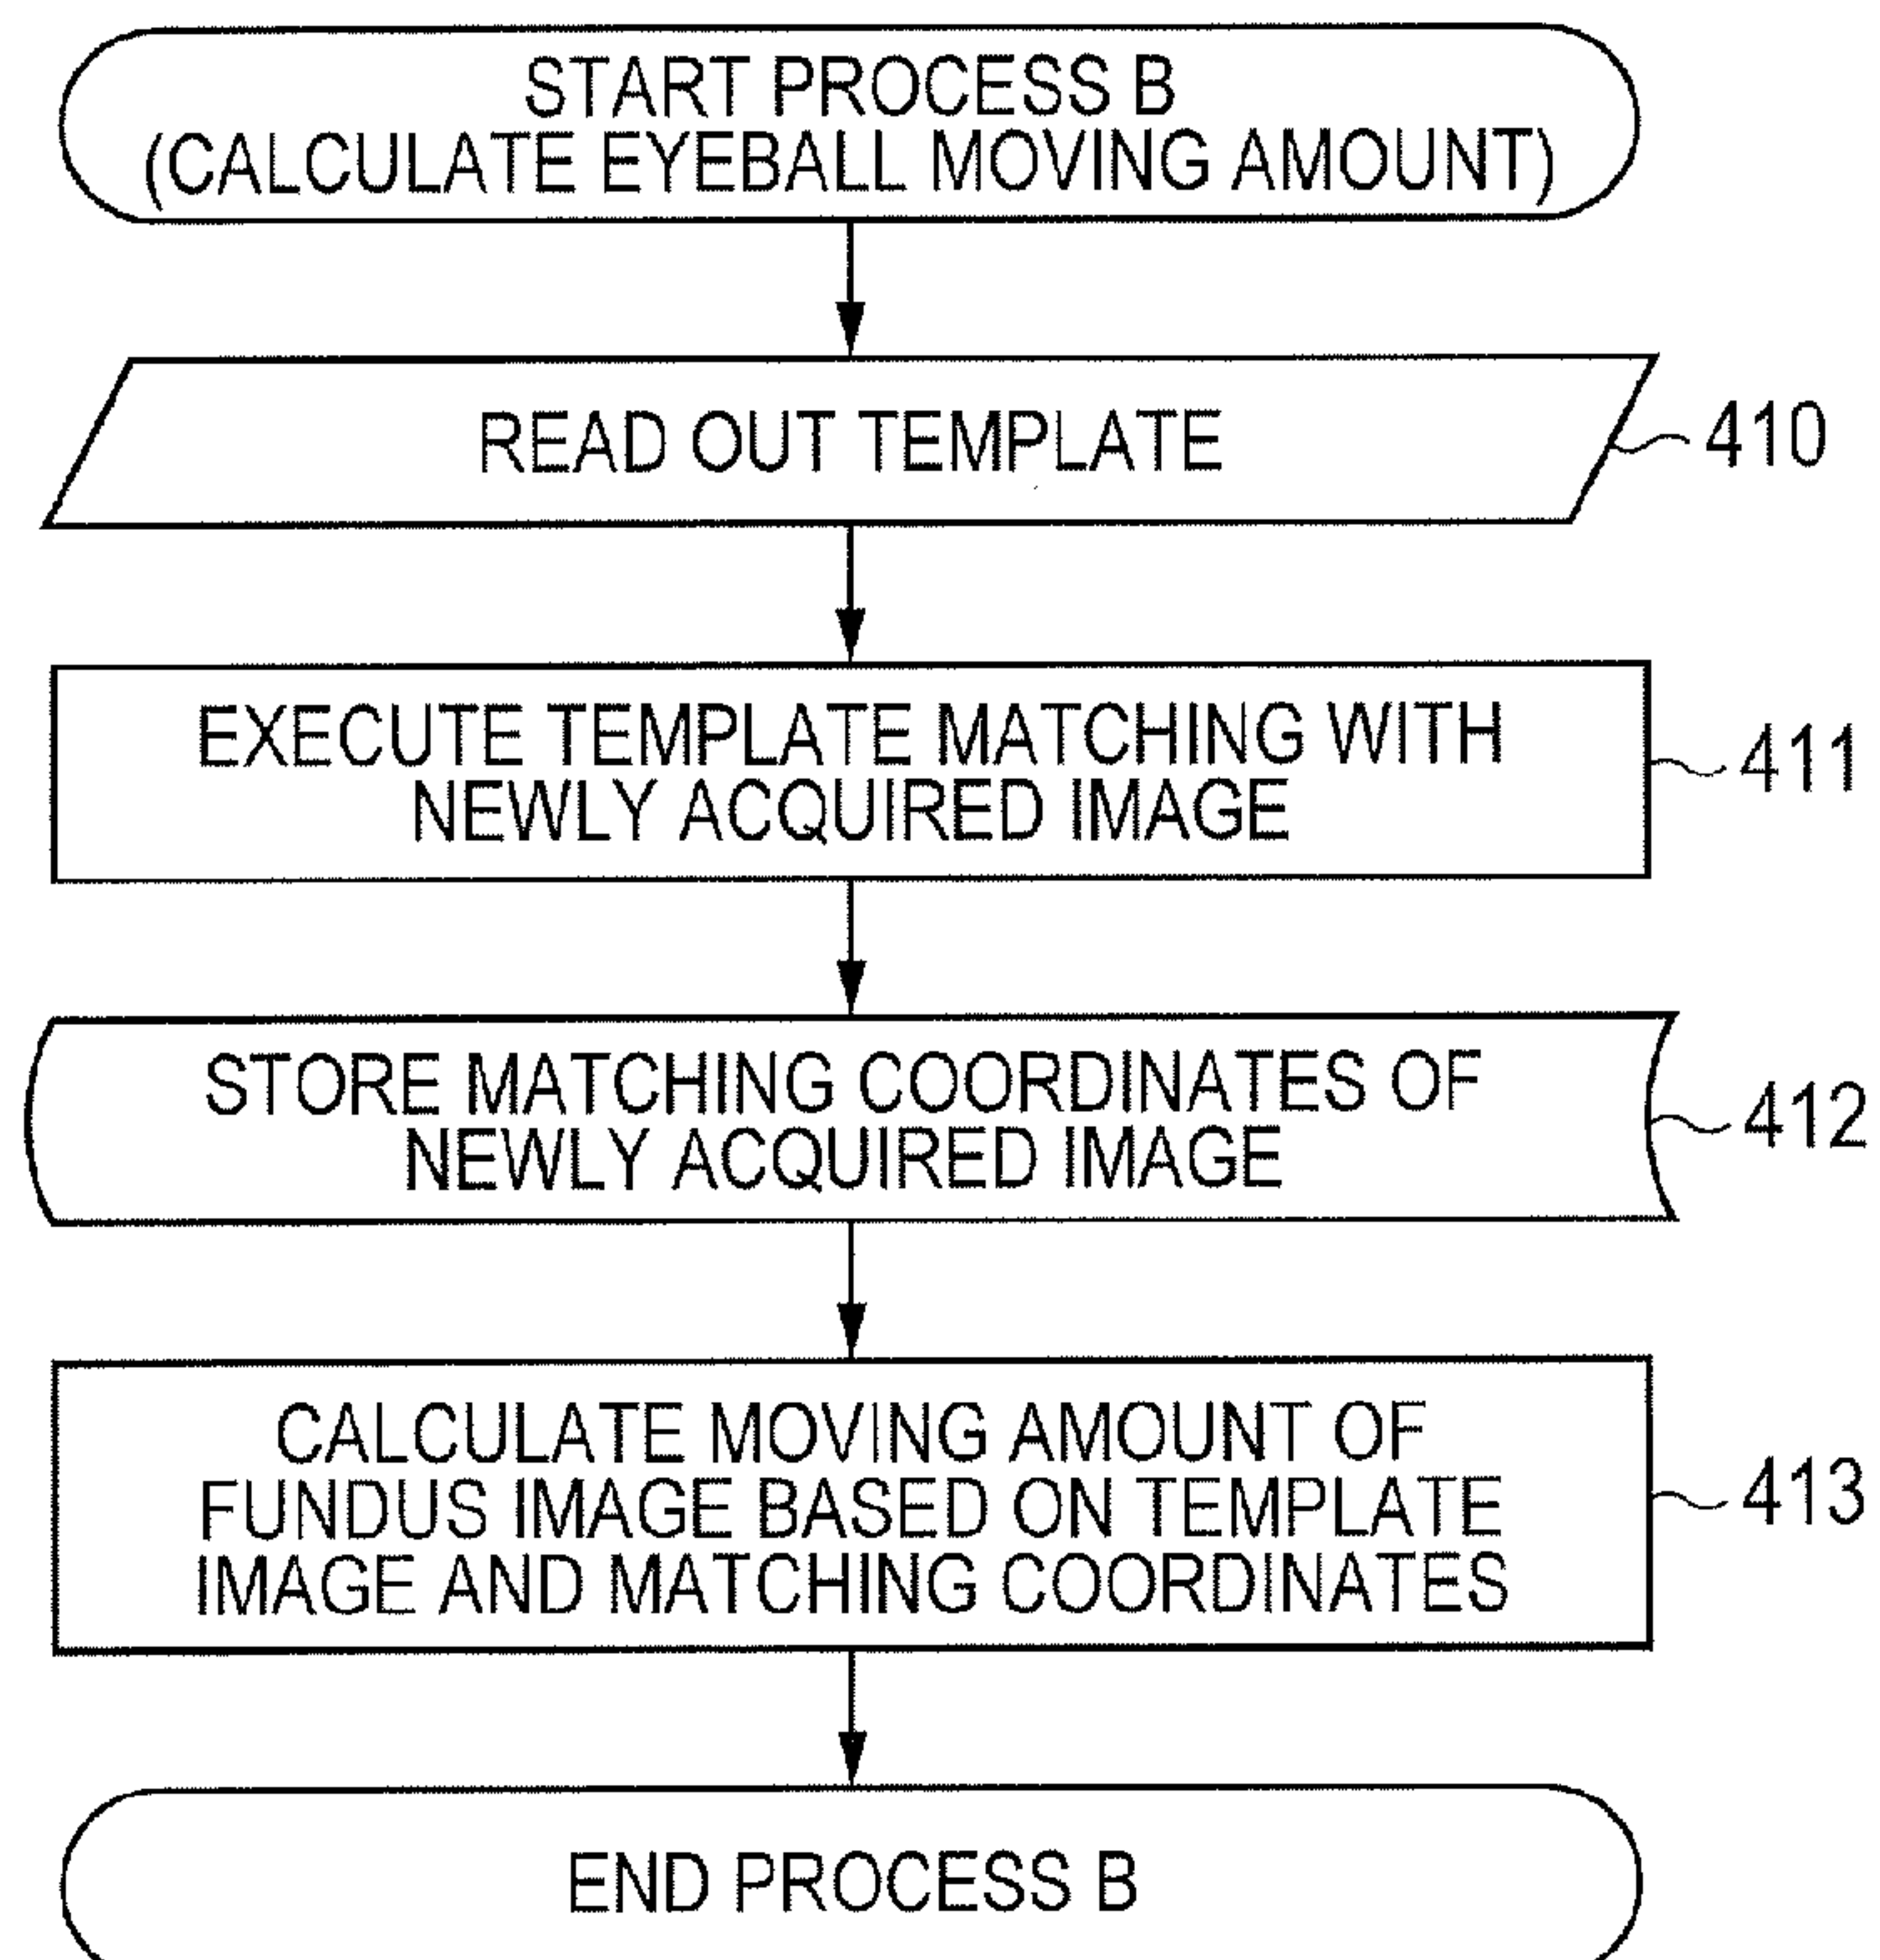 START PROCESS B
(CALCULATE EYEBALL MOVING AMOUNT)
READ OUT TEMPLATE
410
EXECUTE TEMPLATE MATCHING WITH
NEWLY ACQUIRED IMAGE
411
STORE MATCHING COORDINATES OF
NEWLY ACQUIRED IMAGE
412
CALCULATE MOVING AMOUNT OF
FUNDUS IMAGE BASED ON TEMPLATE
IMAGE AND MATCHING COORDINATES
413
END PROCESS B